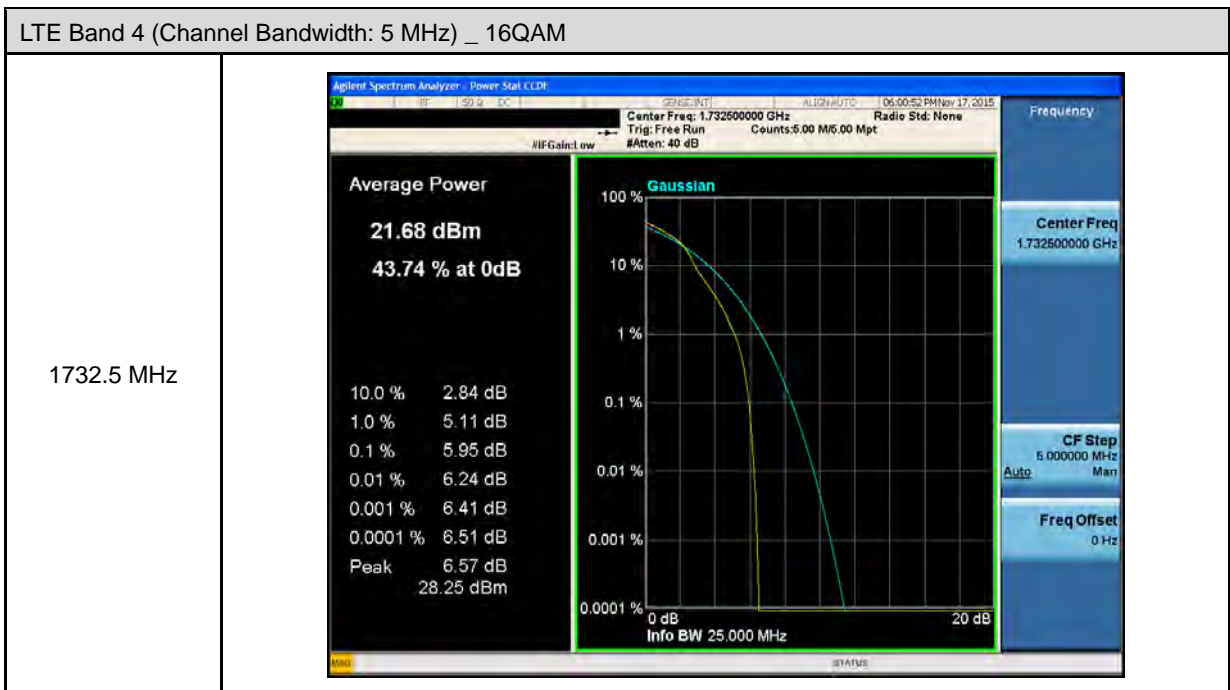 LTE Band 4 (Channel Bandwidth: 5 MHz) _ 16QAM
1732.5 MHz
Agilent Spectrum Analyzer - Power Stat CCDF
RF 50 Ω DC SENSE:INT ALIGN AUTO 06:00:52 PM Nov 17, 2015
Center Freq: 1.732500000 GHz Radio Std: None
Trig: Free Run Counts:5.00 M/5.00 Mpt
#IFGain:Low #Atten: 40 dB
Average Power
21.68 dBm
43.74 % at 0dB
10.0 % 2.84 dB
1.0 % 5.11 dB
0.1 % 5.95 dB
0.01 % 6.24 dB
0.001 % 6.41 dB
0.0001 % 6.51 dB
Peak 6.57 dB
28.25 dBm
Gaussian
100 %
10 %
1 %
0.1 %
0.01 %
0.001 %
0.0001 %
0 dB 20 dB
Info BW 25.000 MHz
Frequency
Center Freq
1.732500000 GHz
CF Step
5.000000 MHz
Auto Man
Freq Offset
0 Hz
MSG STATUS